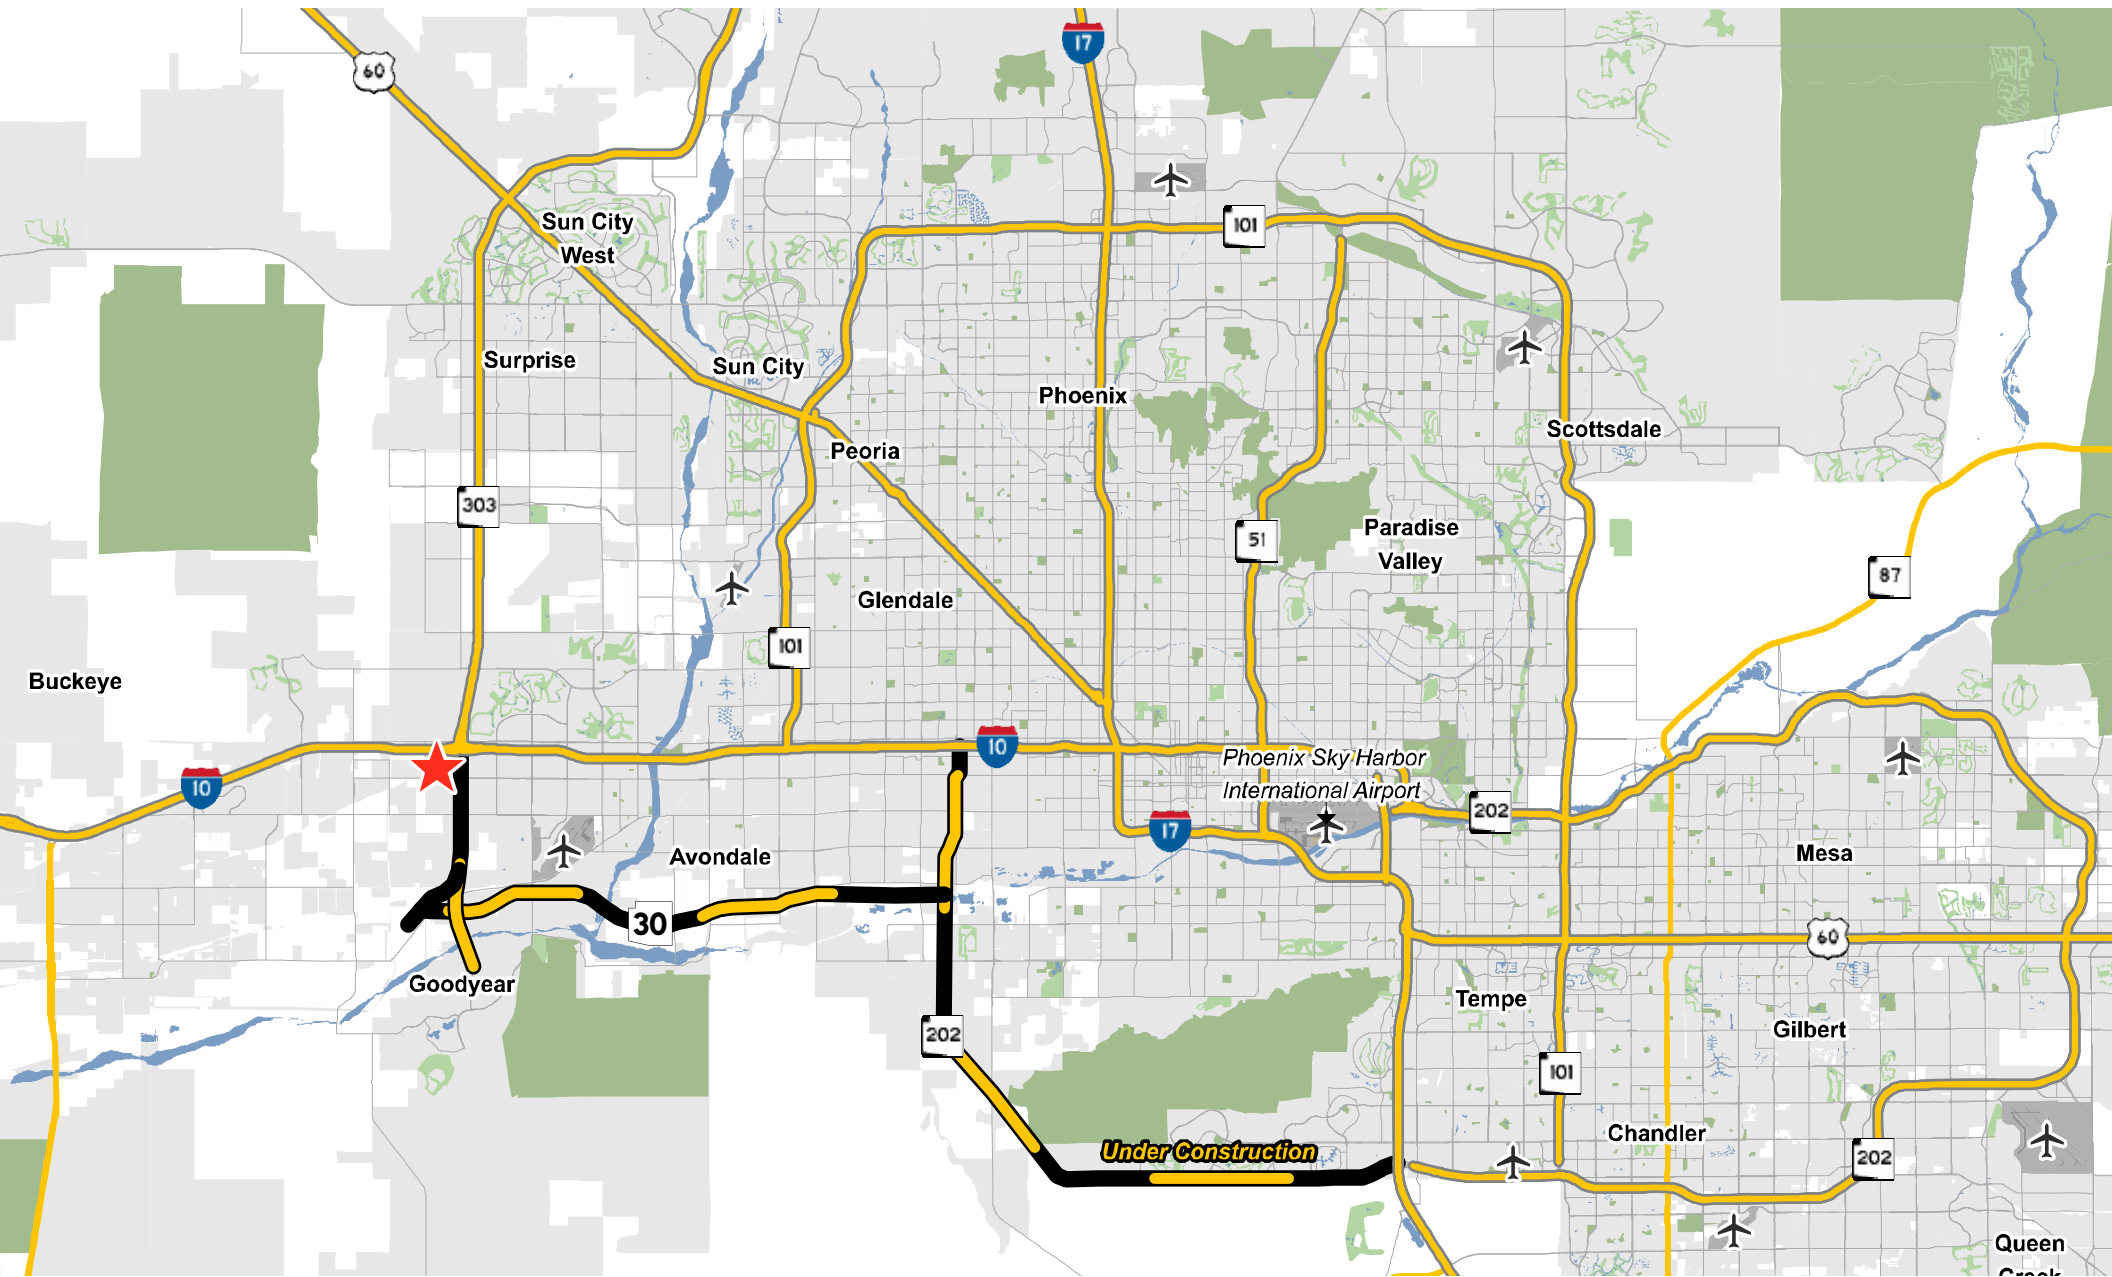 17
60
Sun City
West
101
Surprise
Sun City
Phoenix
Scottsdale
Peoria
303
Paradise
Valley
51
87
Glendale
101
Buckeye
10
Phoenix Sky Harbor
International Airport
10
202
17
Avondale
Mesa
30
60
Goodyear
Tempe
Gilbert
202
101
Under Construction
Chandler
202
Queen
Creek